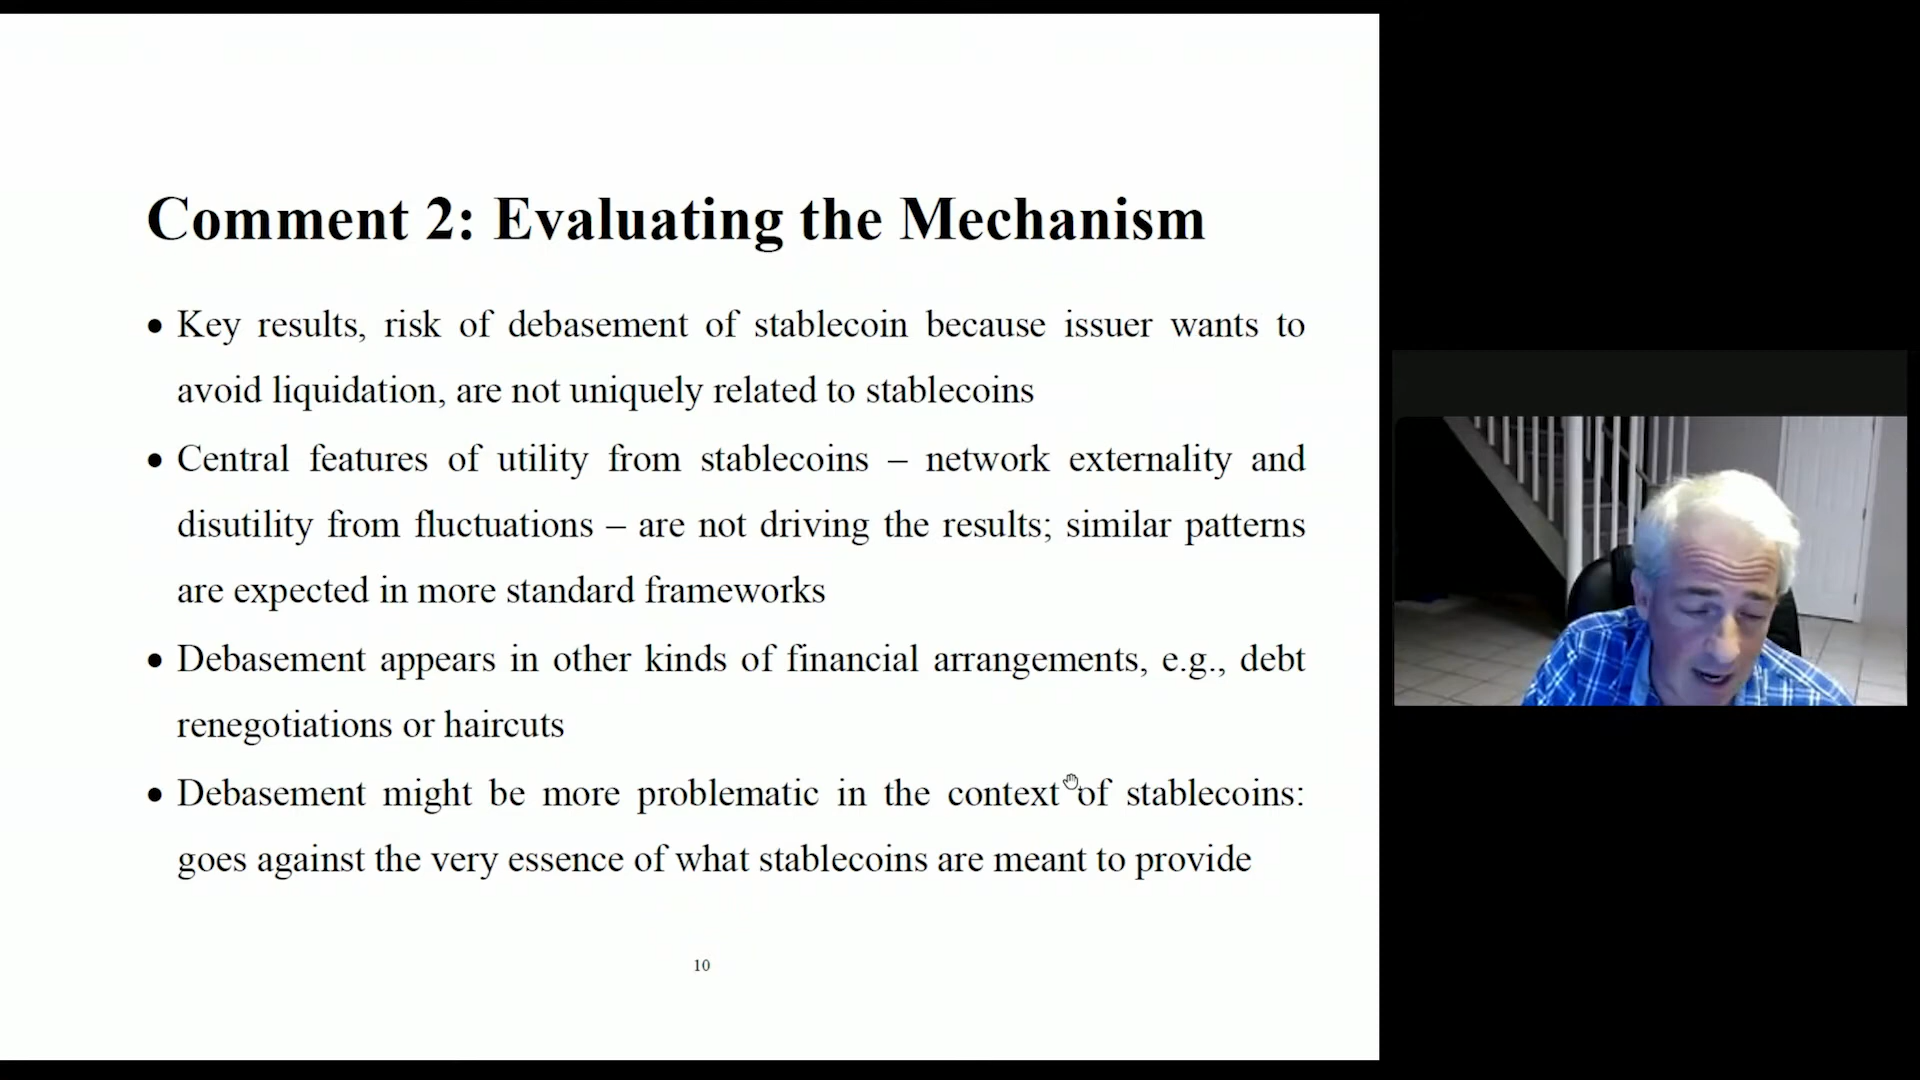 Comment 2: Evaluating the Mechanism
• Key results, risk of debasement of stablecoin because issuer wants to
avoid liquidation, are not uniquely related to stablecoins
• Central features of utility from stablecoins – network externality and
disutility from fluctuations – are not driving the results; similar patterns
are expected in more standard frameworks
• Debasement appears in other kinds of financial arrangements, e.g., debt
renegotiations or haircuts
• Debasement might be more problematic in the context of stablecoins:
goes against the very essence of what stablecoins are meant to provide
10